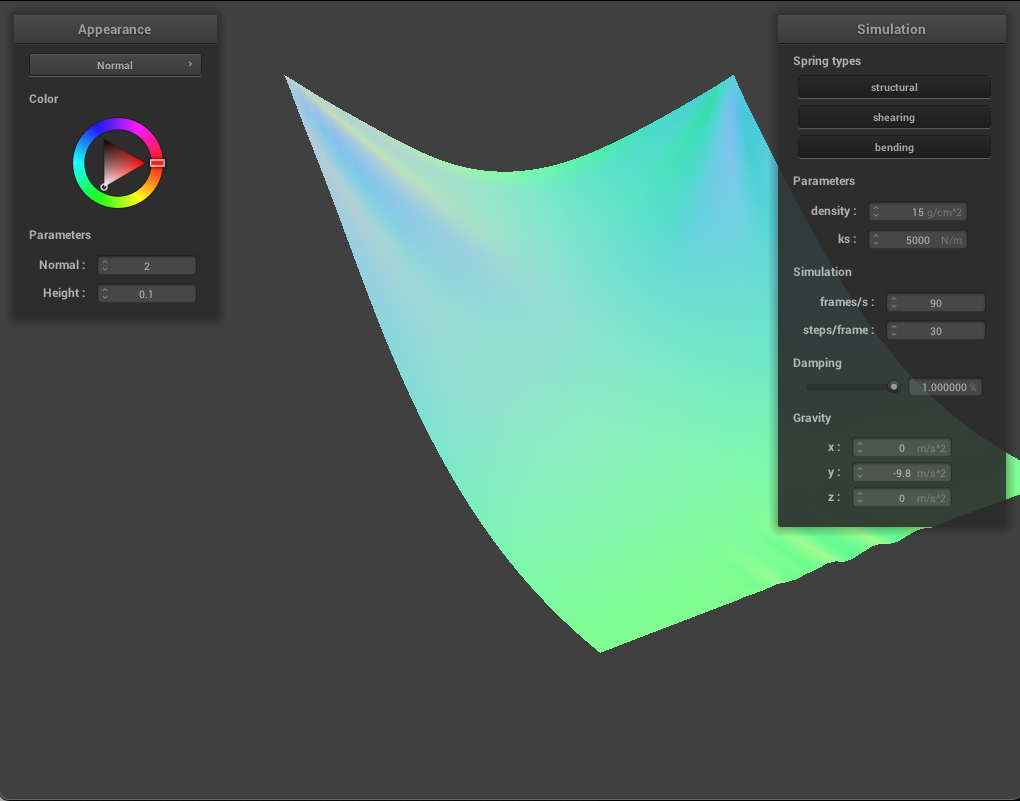 Appearance
Normal
Color
Parameters
Normal : 2
Height : 0.1
Simulation
Spring types
structural
shearing
bending
Parameters
density : 15 g/cm^2
ks : 5000 N/m
Simulation
frames/s : 90
steps/frame : 30
Damping
1.000000 %
Gravity
x : 0 m/s^2
y : -9.8 m/s^2
z : 0 m/s^2